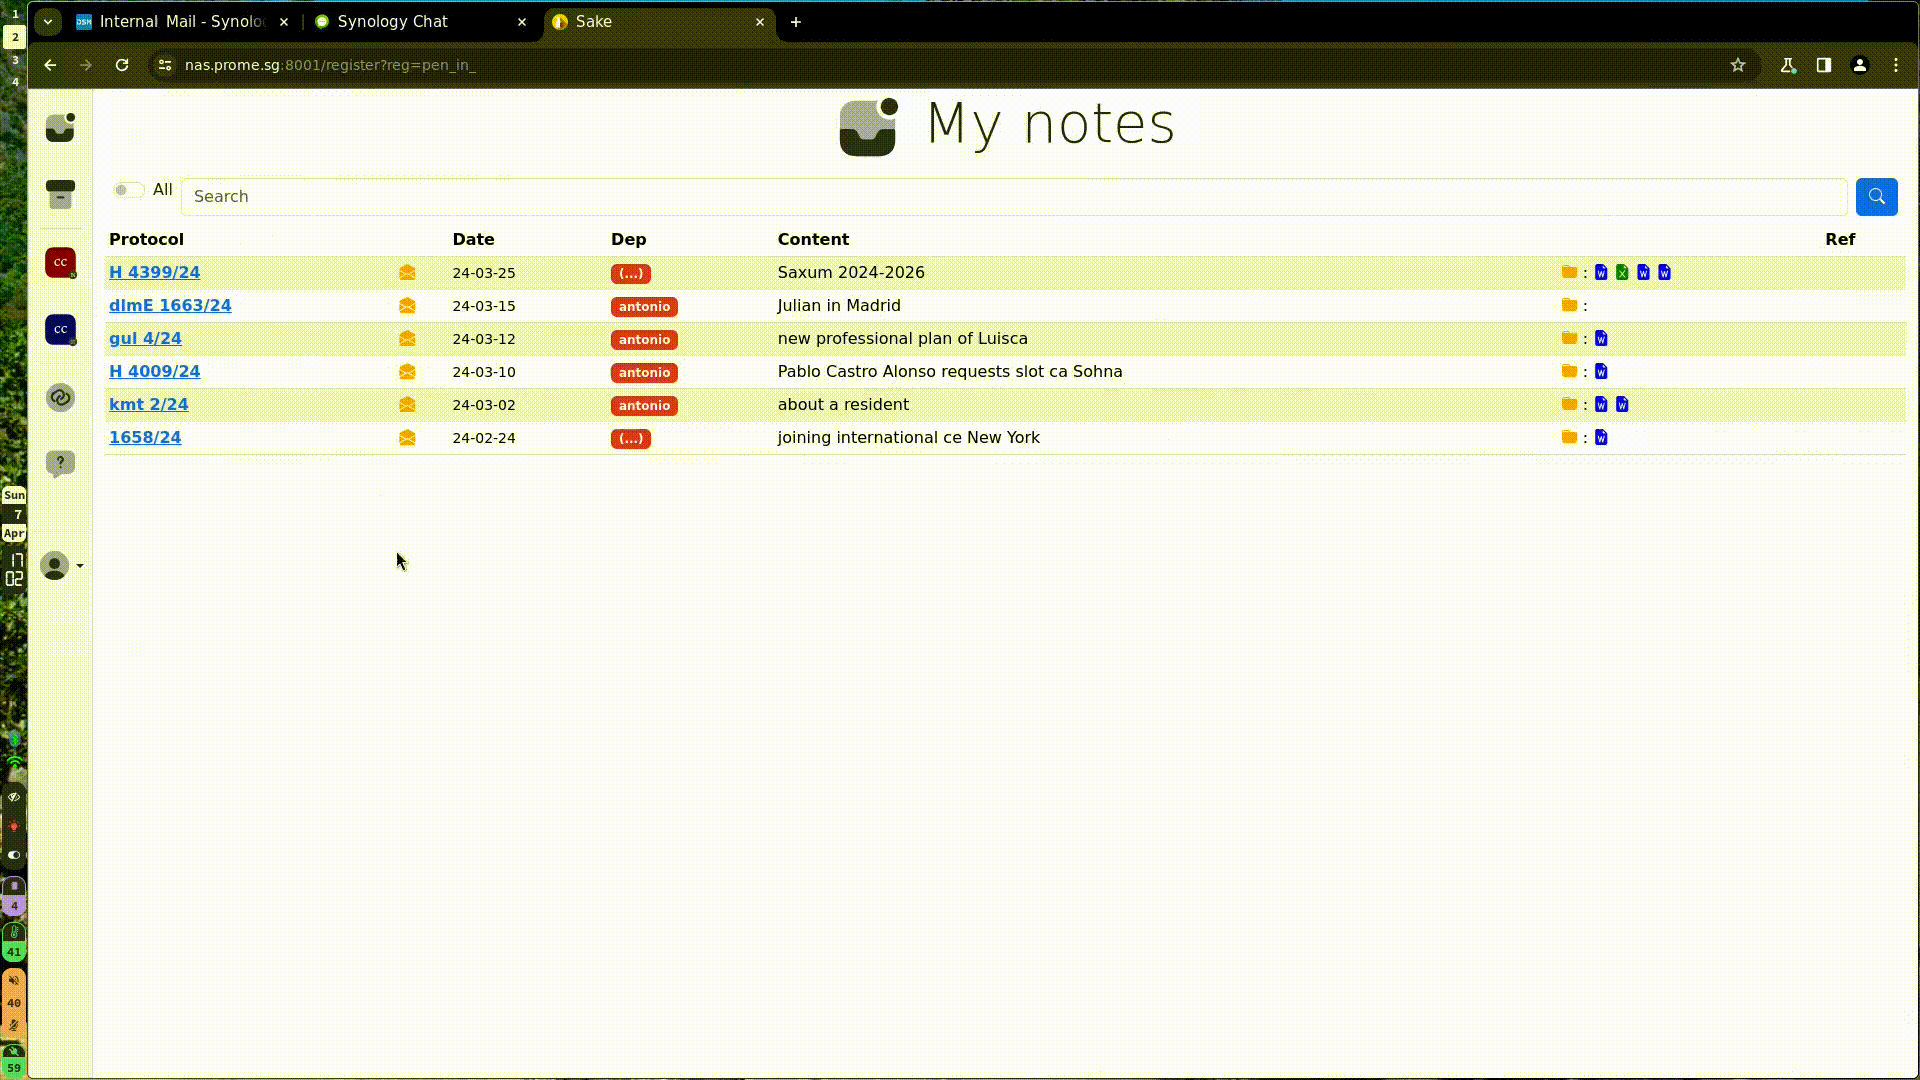 1
2
3
4
Internal Mail - Synolo
Synology Chat
Sake
nas.prome.sg:8001/register?reg=pen_in_
My notes
All
Search
Protocol Date Dep Content Ref
H 4399/24 24-03-25 (...) Saxum 2024-2026 :
dlmE 1663/24 24-03-15 antonio Julian in Madrid :
gul 4/24 24-03-12 antonio new professional plan of Luisca :
H 4009/24 24-03-10 antonio Pablo Castro Alonso requests slot ca Sohna :
kmt 2/24 24-03-02 antonio about a resident :
1658/24 24-02-24 (...) joining international ce New York :
cc
cc
?
Sun
7
Apr
17
02
4
41
40
59